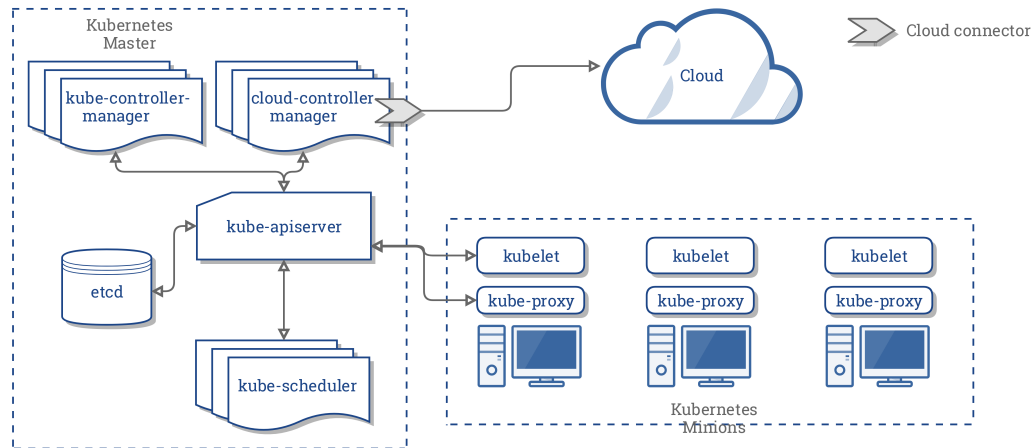 Kubernetes
Master
Cloud connector
kube-controller-
manager
cloud-controller
manager
Cloud
kube-apiserver
etcd
kube-scheduler
kubelet
kubelet
kubelet
kube-proxy
kube-proxy
kube-proxy
Kubernetes
Minions